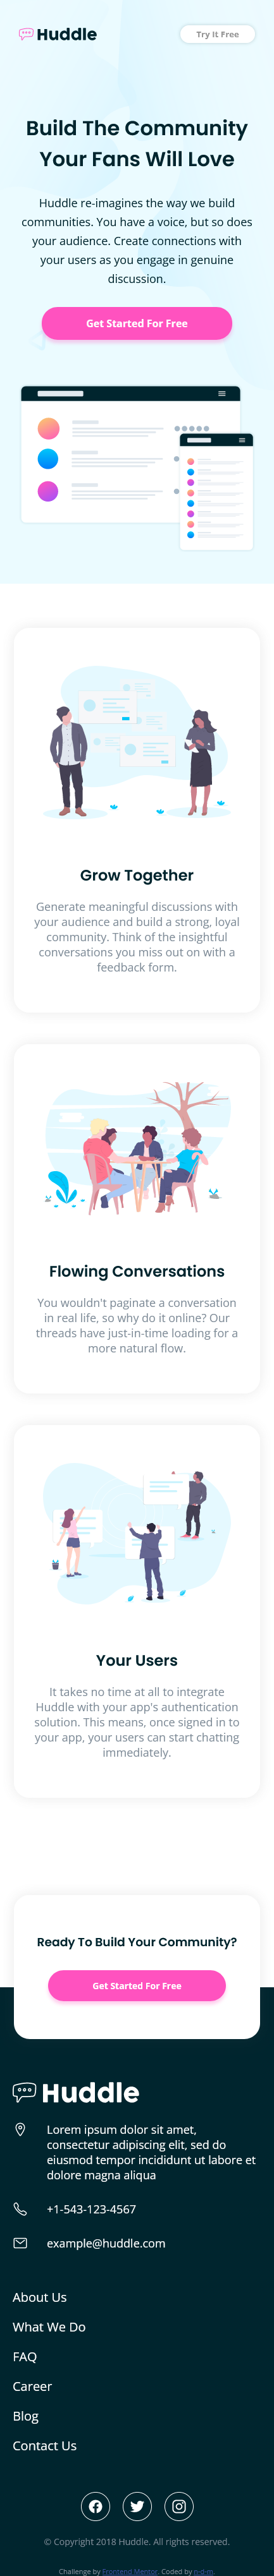 Huddle
Try It Free
Build The Community
Your Fans Will Love
Huddle re-imagines the way we build
communities. You have a voice, but so does
your audience. Create connections with
your users as you engage in genuine
discussion.
Get Started For Free
Grow Together
Generate meaningful discussions with
your audience and build a strong, loyal
community. Think of the insightful
conversations you miss out on with a
feedback form.
Flowing Conversations
You wouldn't paginate a conversation
in real life, so why do it online? Our
threads have just-in-time loading for a
more natural flow.
Your Users
It takes no time at all to integrate
Huddle with your app's authentication
solution. This means, once signed in to
your app, your users can start chatting
immediately.
Ready To Build Your Community?
Get Started For Free
Huddle
Lorem ipsum dolor sit amet,
consectetur adipiscing elit, sed do
eiusmod tempor incididunt ut labore et
dolore magna aliqua
+1-543-123-4567
example@huddle.com
About Us
What We Do
FAQ
Career
Blog
Contact Us
© Copyright 2018 Huddle. All rights reserved.
Challenge by Frontend Mentor. Coded by n-d-m.